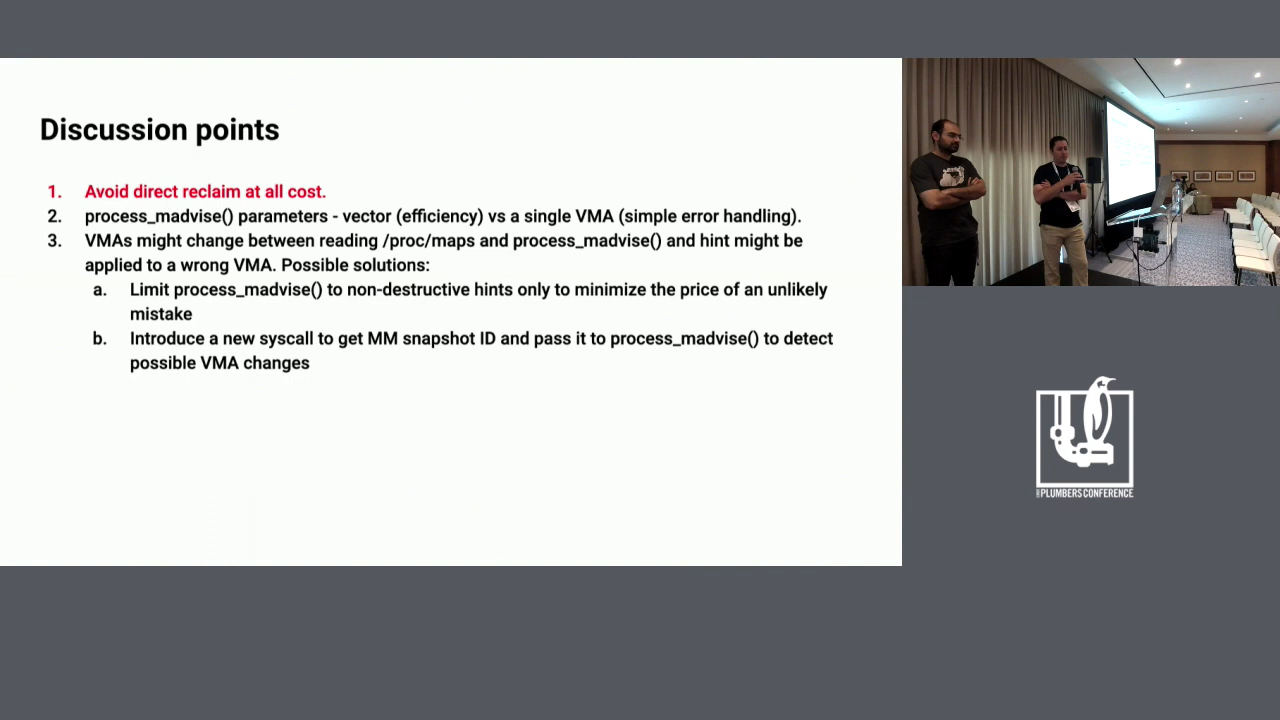 Discussion points
1. Avoid direct reclaim at all cost.
2. process_madvise() parameters - vector (efficiency) vs a single VMA (simple error handling).
3. VMAs might change between reading /proc/maps and process_madvise() and hint might be
applied to a wrong VMA. Possible solutions:
a. Limit process_madvise() to non-destructive hints only to minimize the price of an unlikely
mistake
b. Introduce a new syscall to get MM snapshot ID and pass it to process_madvise() to detect
possible VMA changes
PLUMBERS CONFERENCE